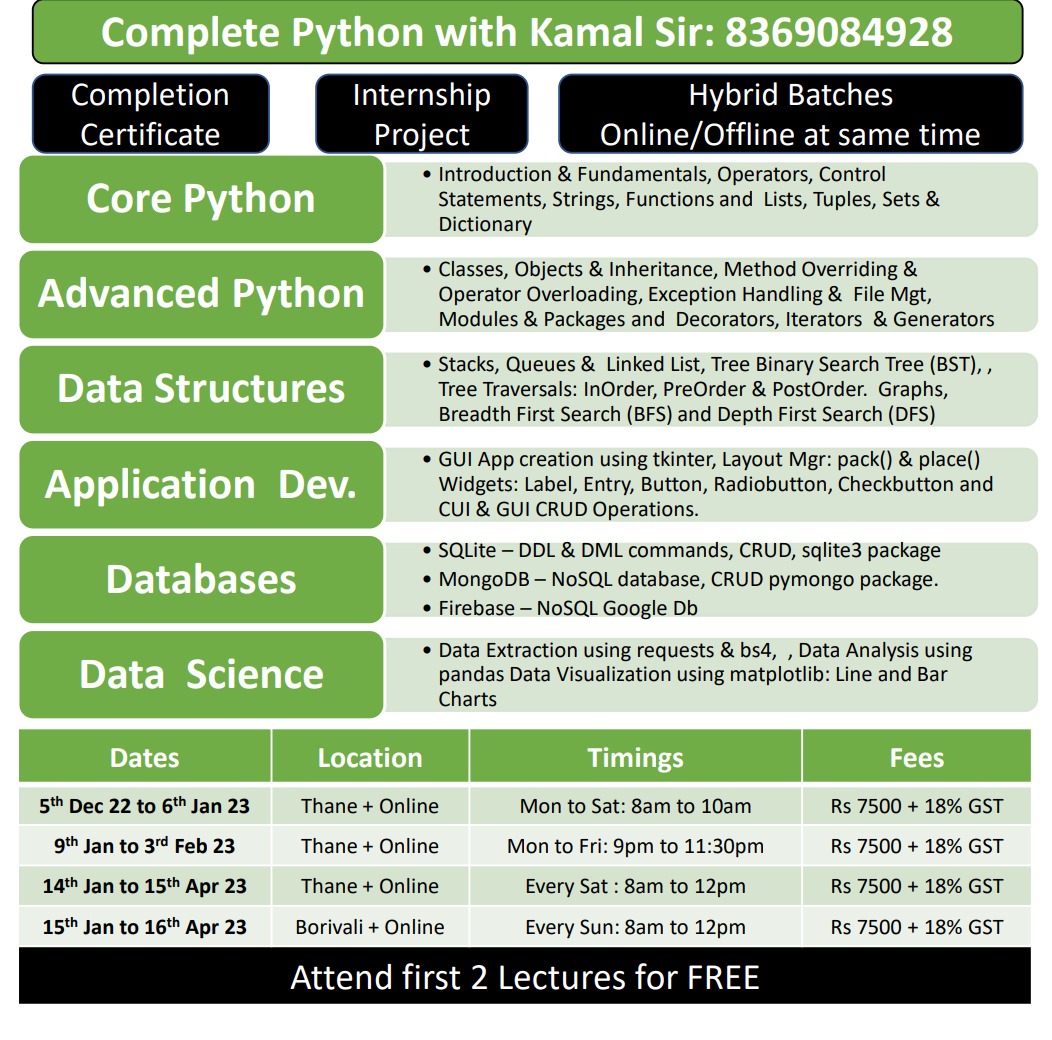 Complete Python with Kamal Sir: 8369084928
Completion
Certificate
Internship
Project
Hybrid Batches
Online/Offline at same time
Core Python
• Introduction & Fundamentals, Operators, Control
Statements, Strings, Functions and  Lists, Tuples, Sets &
Dictionary
Advanced Python
• Classes, Objects & Inheritance, Method Overriding &
Operator Overloading, Exception Handling &  File Mgt,
Modules & Packages and  Decorators, Iterators  & Generators
Data Structures
• Stacks, Queues &  Linked List, Tree Binary Search Tree (BST), ,
Tree Traversals: InOrder, PreOrder & PostOrder.  Graphs,
Breadth First Search (BFS) and Depth First Search (DFS)
Application  Dev.
• GUI App creation using tkinter, Layout Mgr: pack() & place()
Widgets: Label, Entry, Button, Radiobutton, Checkbutton and
CUI & GUI CRUD Operations.
Databases
• SQLite – DDL & DML commands, CRUD, sqlite3 package
• MongoDB – NoSQL database, CRUD pymongo package.
• Firebase – NoSQL Google Db
Data  Science
• Data Extraction using requests & bs4,  , Data Analysis using
pandas Data Visualization using matplotlib: Line and Bar
Charts
Dates Location Timings Fees
5th Dec 22 to 6th Jan 23 Thane + Online Mon to Sat: 8am to 10am Rs 7500 + 18% GST
9th Jan to 3rd Feb 23 Thane + Online Mon to Fri: 9pm to 11:30pm Rs 7500 + 18% GST
14th Jan to 15th Apr 23 Thane + Online Every Sat : 8am to 12pm Rs 7500 + 18% GST
15th Jan to 16th Apr 23 Borivali + Online Every Sun: 8am to 12pm Rs 7500 + 18% GST
Attend first 2 Lectures for FREE